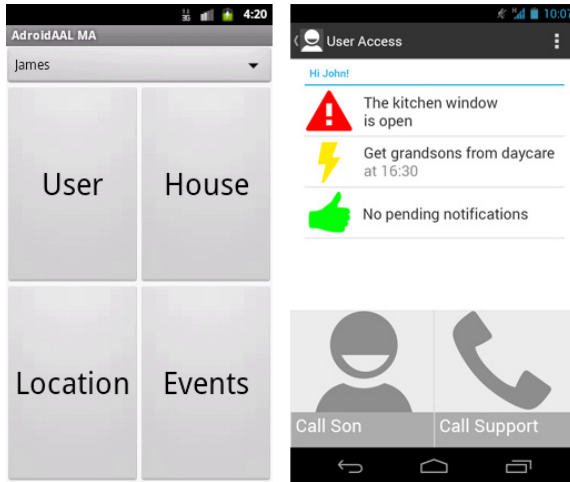 4:20
AdroidAAL MA
James
User
House
Location
Events
10:07
User Access
Hi John!
The kitchen window
is open
Get grandsons from daycare
at 16:30
No pending notifications
Call Son
Call Support